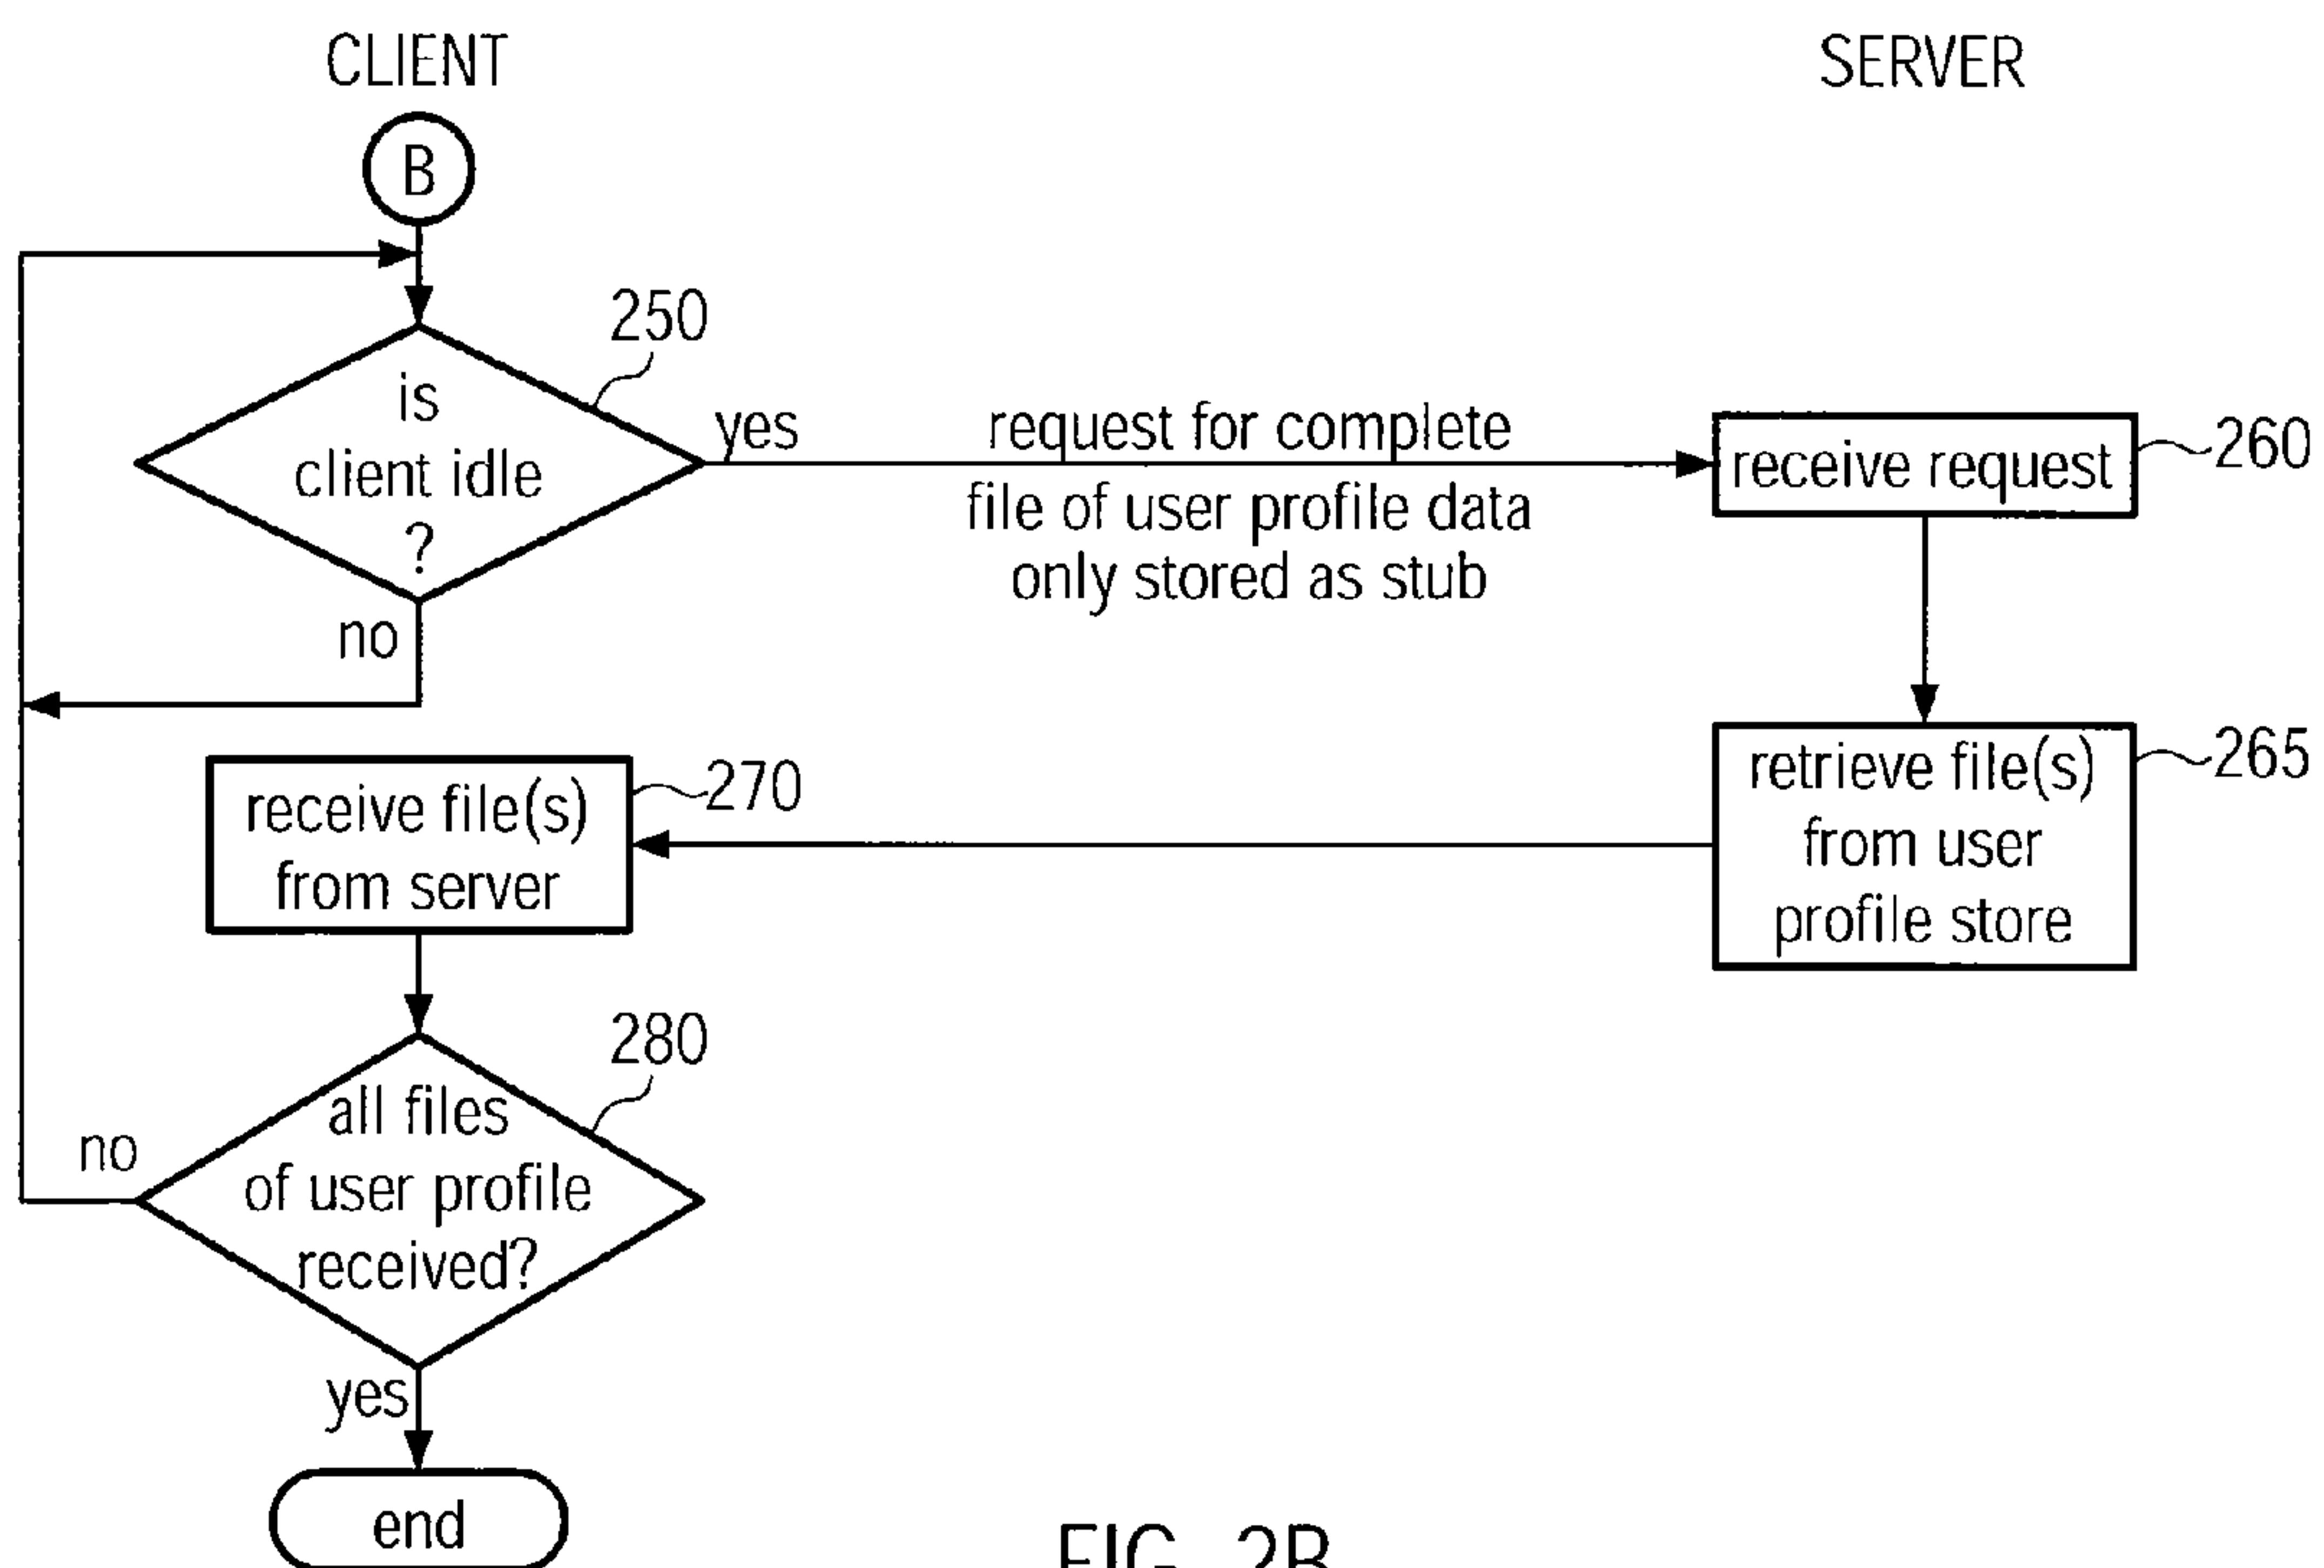 CLIENT
SERVER
B
250
is
client idle
?
yes
request for complete
file of user profile data
only stored as stub
receive request
260
no
retrieve file(s)
from user
profile store
265
receive file(s)
from server
270
280
all files
of user profile
received?
no
yes
end
FIG. 2B